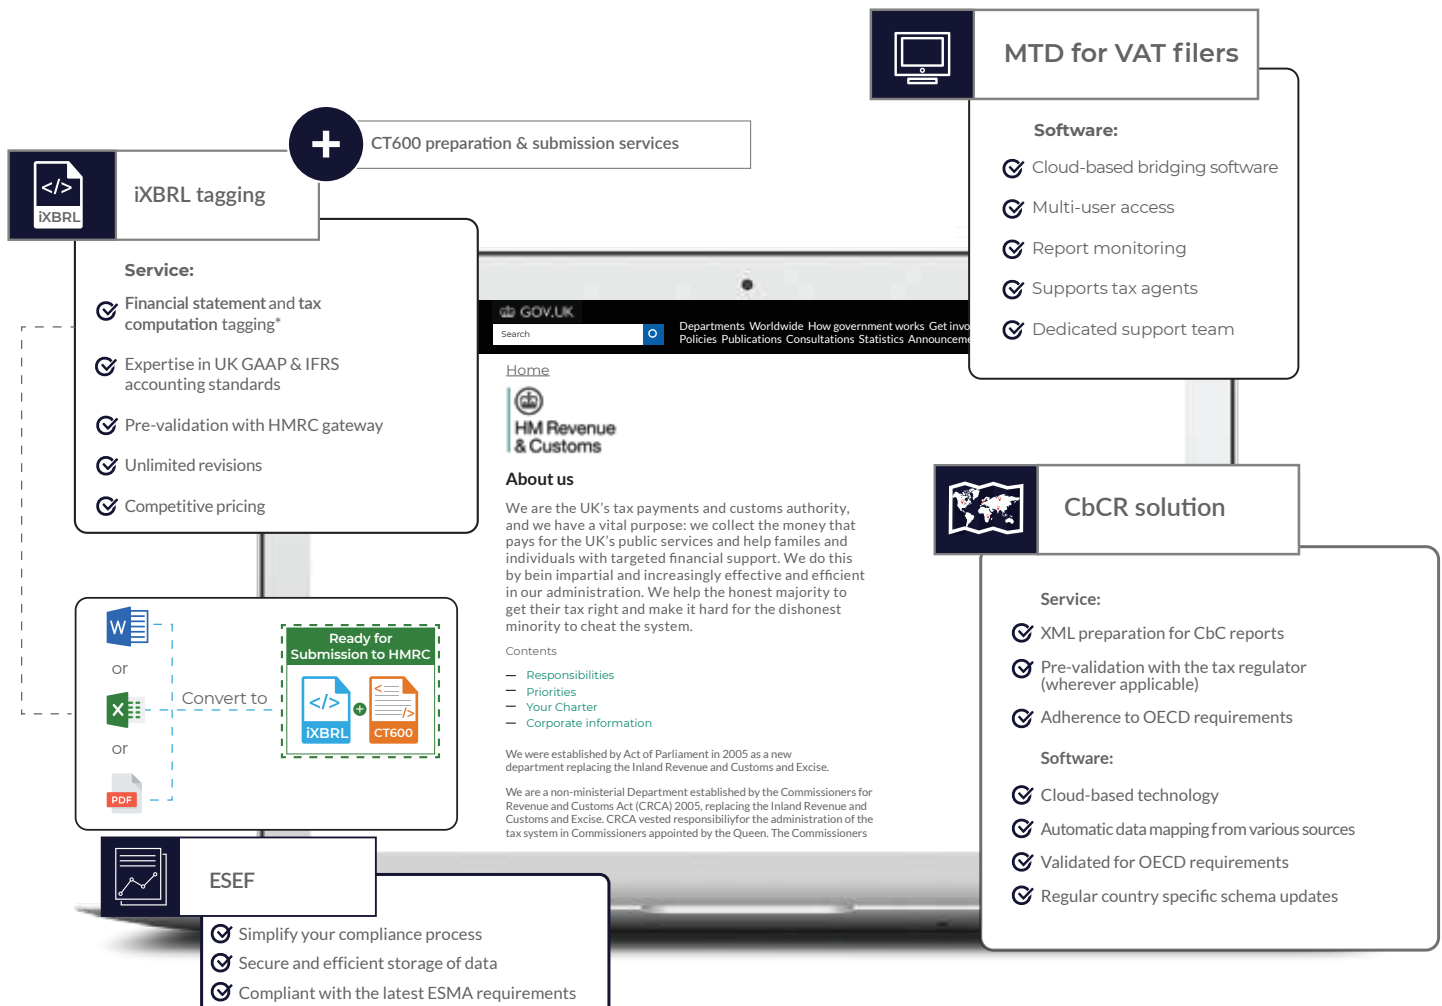 MTD for VAT filers
Software:
Cloud-based bridging software
Multi-user access
Report monitoring
Supports tax agents
Dedicated support team
CT600 preparation & submission services
</>
iXBRL
iXBRL tagging
Service:
Financial statement and tax
computation tagging*
Expertise in UK GAAP & IFRS
accounting standards
Pre-validation with HMRC gateway
Unlimited revisions
Competitive pricing
GOV.UK
Search
Departments Worldwide How government works Get invo
Policies Publications Consultations Statistics Announceme
Home
HM Revenue
& Customs
About us
We are the UK's tax payments and customs authority,
and we have a vital purpose: we collect the money that
pays for the UK's public services and help familes and
individuals with targeted financial support. We do this
by bein impartial and increasingly effective and efficient
in our administration. We help the honest majority to
get their tax right and make it hard for the dishonest
minority to cheat the system.
Contents
— Responsibilities
— Priorities
— Your Charter
— Corporate information
We were established by Act of Parliament in 2005 as a new
department replacing the Inland Revenue and Customs and Excise.
We are a non-ministerial Department established by the Commissioners for
Revenue and Customs Act (CRCA) 2005, replacing the Inland Revenue and
Customs and Excise. CRCA vested responsibiliyfor the administration of the
tax system in Commissioners appointed by the Queen. The Commissioners
W
or
X
or
PDF
Convert to
Ready for
Submission to HMRC
</>
iXBRL
<
/>
CT600
CbCR solution
Service:
XML preparation for CbC reports
Pre-validation with the tax regulator
(wherever applicable)
Adherence to OECD requirements
Software:
Cloud-based technology
Automatic data mapping from various sources
Validated for OECD requirements
Regular country specific schema updates
ESEF
Simplify your compliance process
Secure and efficient storage of data
Compliant with the latest ESMA requirements